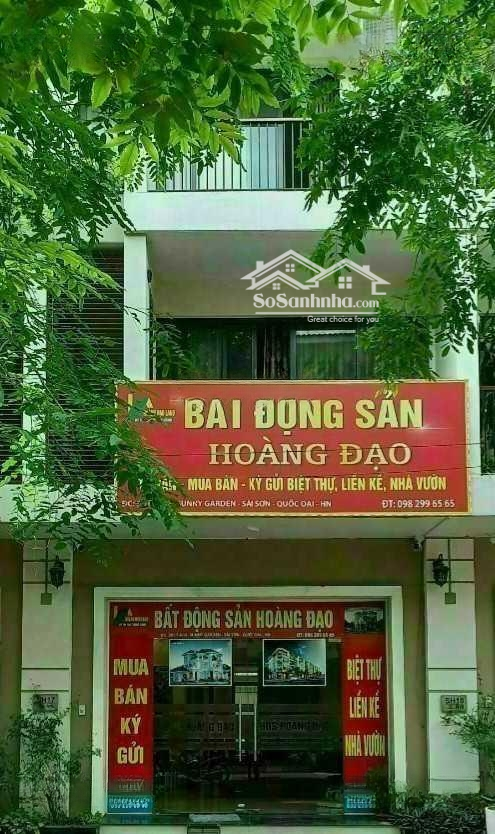 SoSanhnha.com
Great choice for you
BAI ĐỌNG SẢN
HOÀNG ĐẠO
- MUA BÁN - KÝ GỬI BIỆT THỰ, LIỀN KỀ, NHÀ VƯỜN
SUNNY GARDEN - SÀI SƠN - QUỐC OAI - HN ĐT: 098 299 65 65
BẤT ĐỘNG SẢN HOÀNG ĐẠO
MUA
BÁN
KÝ
GỬI
BIỆT THỰ
LIỀN KỀ
NHÀ VƯỜN
SH17